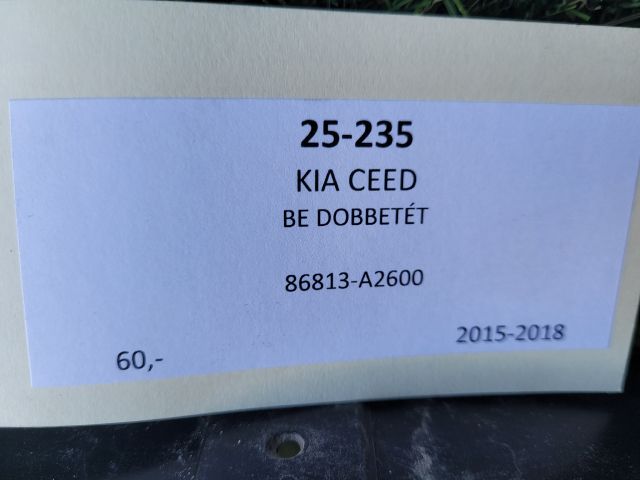 25-235
KIA CEED
BE DOBBETÉT
86813-A2600
2015-2018
60,-